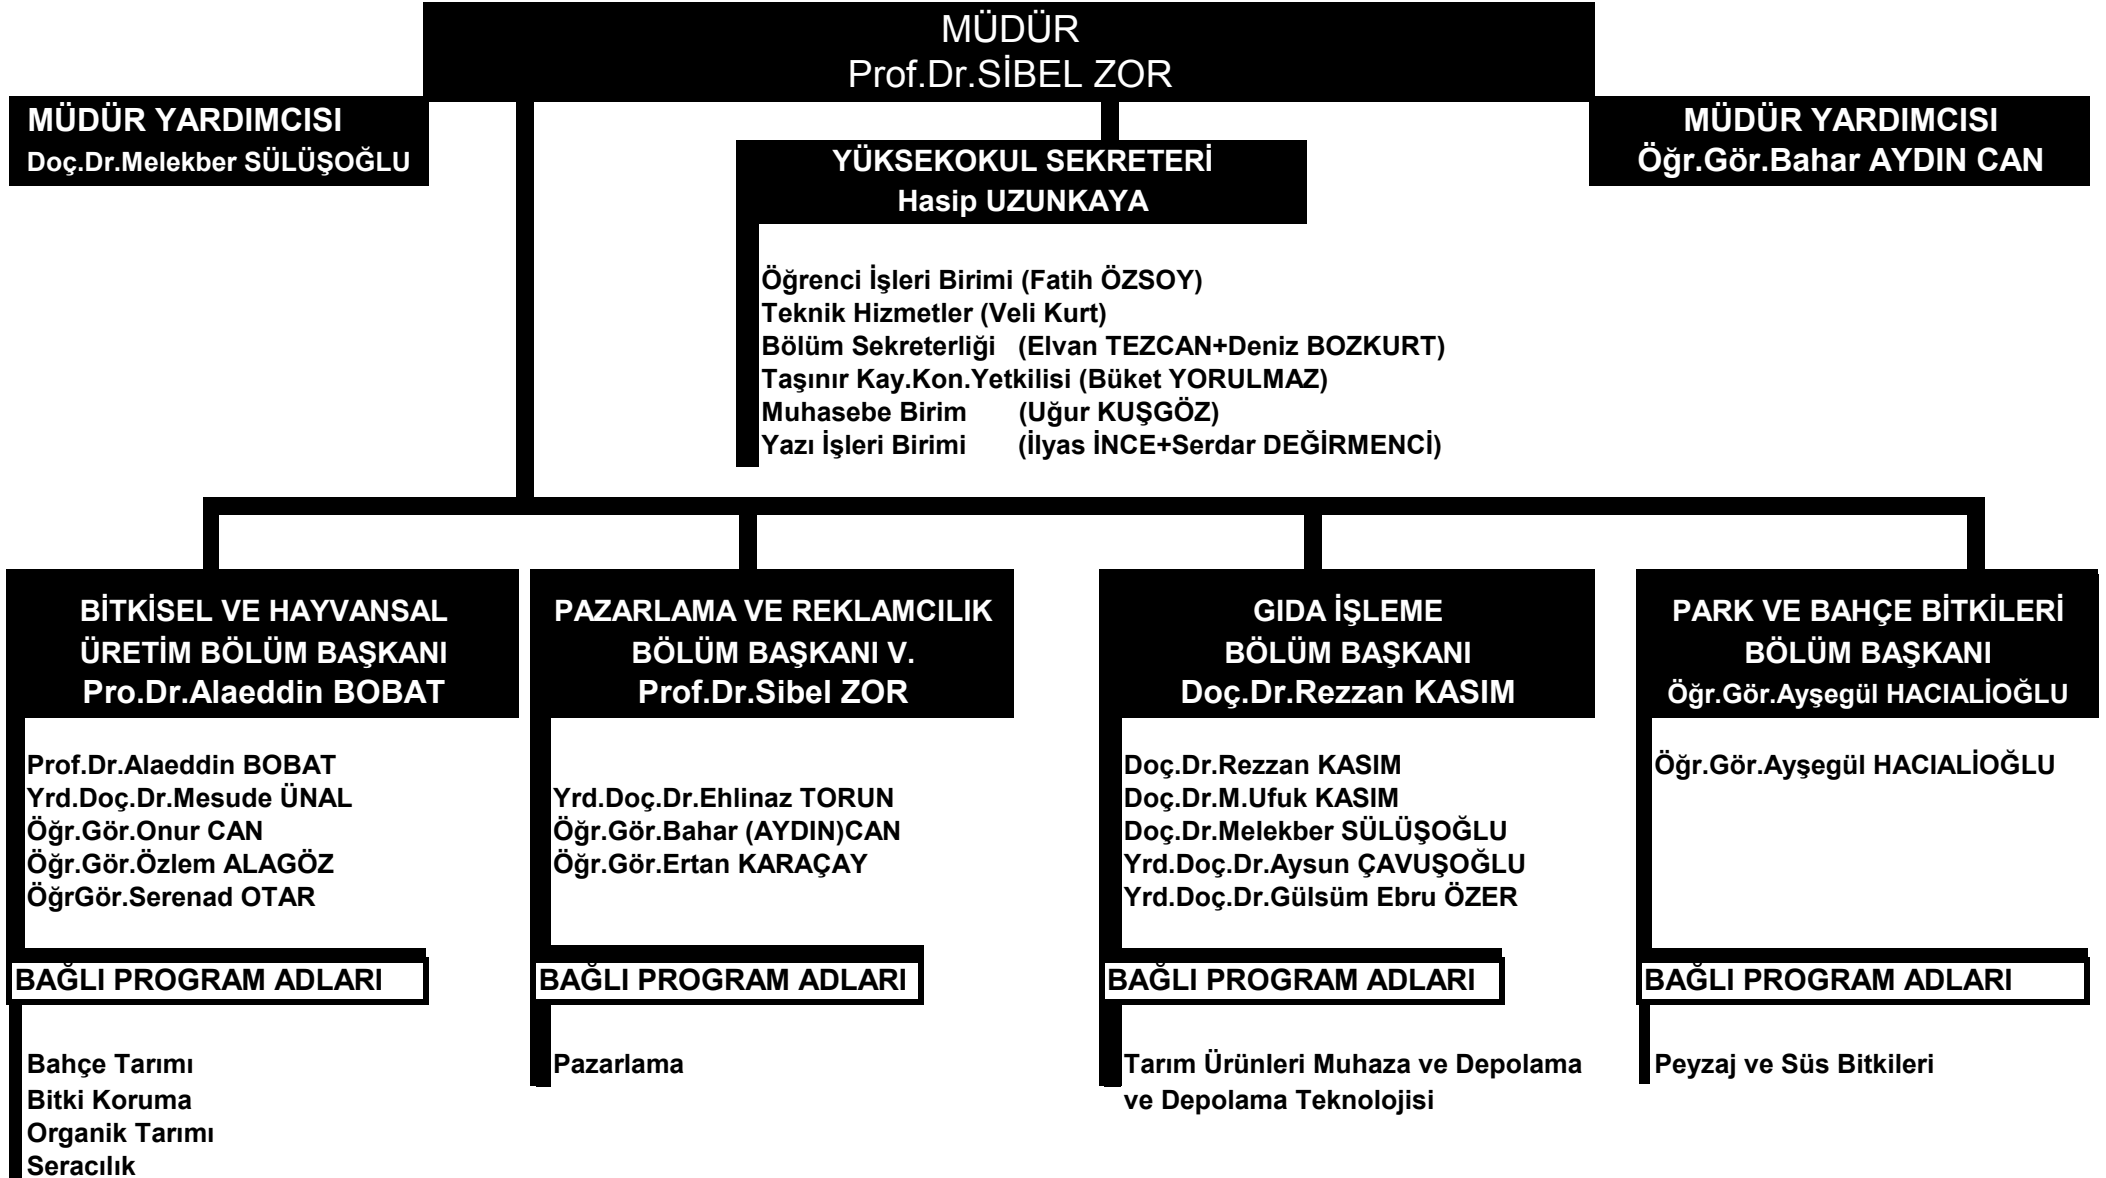 MÜDÜR
Prof.Dr.SİBEL ZOR
MÜDÜR YARDIMCISI
Doç.Dr.Melekber SÜLÜŞOĞLU
YÜKSEKOKUL SEKRETERİ
Hasip UZUNKAYA
MÜDÜR YARDIMCISI
Öğr.Gör.Bahar AYDIN CAN
Öğrenci İşleri Birimi (Fatih ÖZSOY)
Teknik Hizmetler (Veli Kurt)
Bölüm Sekreterliği (Elvan TEZCAN+Deniz BOZKURT)
Taşınır Kay.Kon.Yetkilisi (Büket YORULMAZ)
Muhasebe Birim (Uğur KUŞGÖZ)
Yazı İşleri Birimi (İlyas İNCE+Serdar DEĞİRMENCİ)
BİTKİSEL VE HAYVANSAL
ÜRETİM BÖLÜM BAŞKANI
Pro.Dr.Alaeddin BOBAT
Prof.Dr.Alaeddin BOBAT
Yrd.Doç.Dr.Mesude ÜNAL
Öğr.Gör.Onur CAN
Öğr.Gör.Özlem ALAGÖZ
ÖğrGör.Serenad OTAR
BAĞLI PROGRAM ADLARI
Bahçe Tarımı
Bitki Koruma
Organik Tarımı
Seracılık
PAZARLAMA VE REKLAMCILIK
BÖLÜM BAŞKANI V.
Prof.Dr.Sibel ZOR
Yrd.Doç.Dr.Ehlinaz TORUN
Öğr.Gör.Bahar (AYDIN)CAN
Öğr.Gör.Ertan KARAÇAY
BAĞLI PROGRAM ADLARI
Pazarlama
GIDA İŞLEME
BÖLÜM BAŞKANI
Doç.Dr.Rezzan KASIM
Doç.Dr.Rezzan KASIM
Doç.Dr.M.Ufuk KASIM
Doç.Dr.Melekber SÜLÜŞOĞLU
Yrd.Doç.Dr.Aysun ÇAVUŞOĞLU
Yrd.Doç.Dr.Gülsüm Ebru ÖZER
BAĞLI PROGRAM ADLARI
Tarım Ürünleri Muhaza ve Depolama
ve Depolama Teknolojisi
PARK VE BAHÇE BİTKİLERİ
BÖLÜM BAŞKANI
Öğr.Gör.Ayşegül HACIALİOĞLU
Öğr.Gör.Ayşegül HACIALİOĞLU
BAĞLI PROGRAM ADLARI
Peyzaj ve Süs Bitkileri